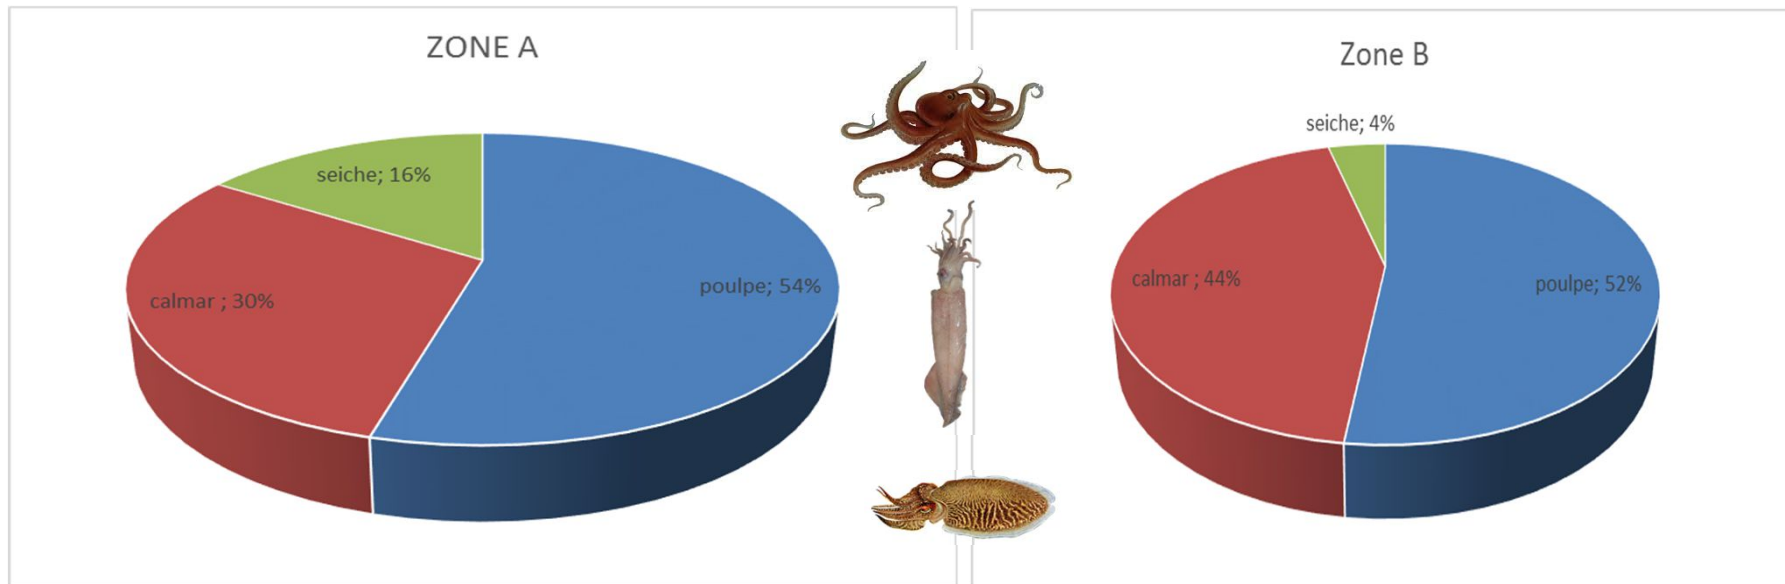 ZONE A
seiche; 16%
calmar ; 30%
poulpe; 54%
Zone B
seiche; 4%
calmar ; 44%
poulpe; 52%